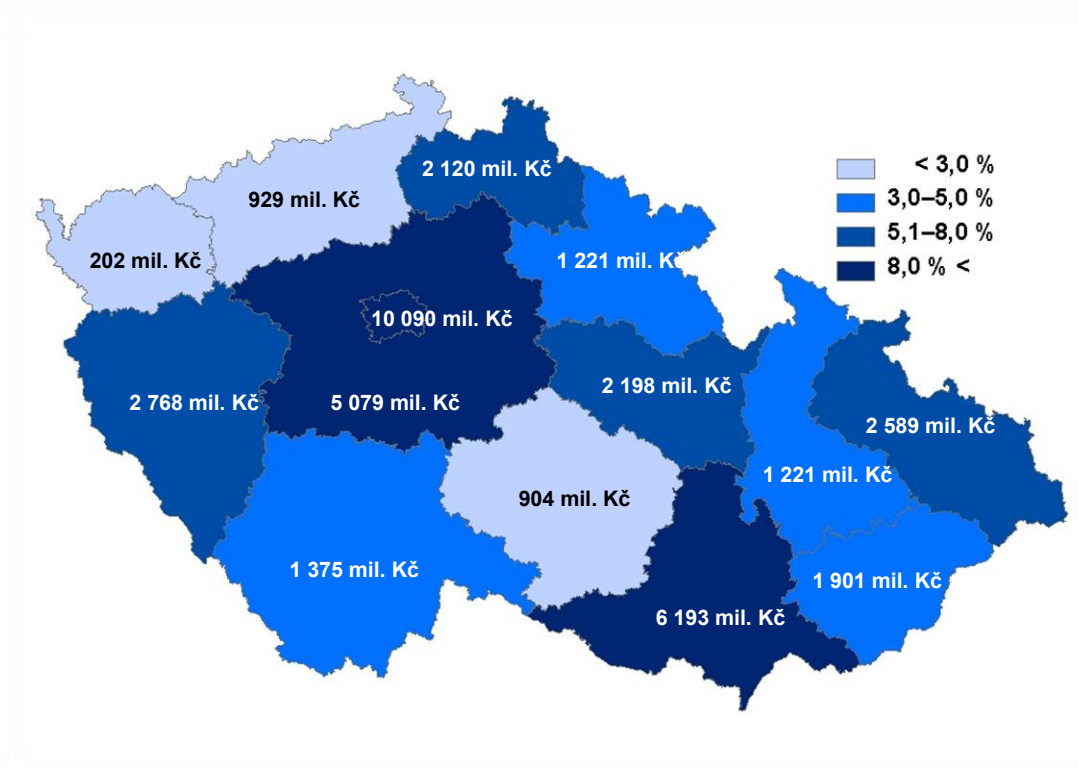 2 120 mil. Kč
929 mil. Kč
202 mil. Kč
1 221 mil. Kč
10 090 mil. Kč
2 768 mil. Kč
5 079 mil. Kč
2 198 mil. Kč
2 589 mil. Kč
1 221 mil. Kč
904 mil. Kč
1 375 mil. Kč
1 901 mil. Kč
6 193 mil. Kč
< 3,0 %
3,0–5,0 %
5,1–8,0 %
8,0 % <